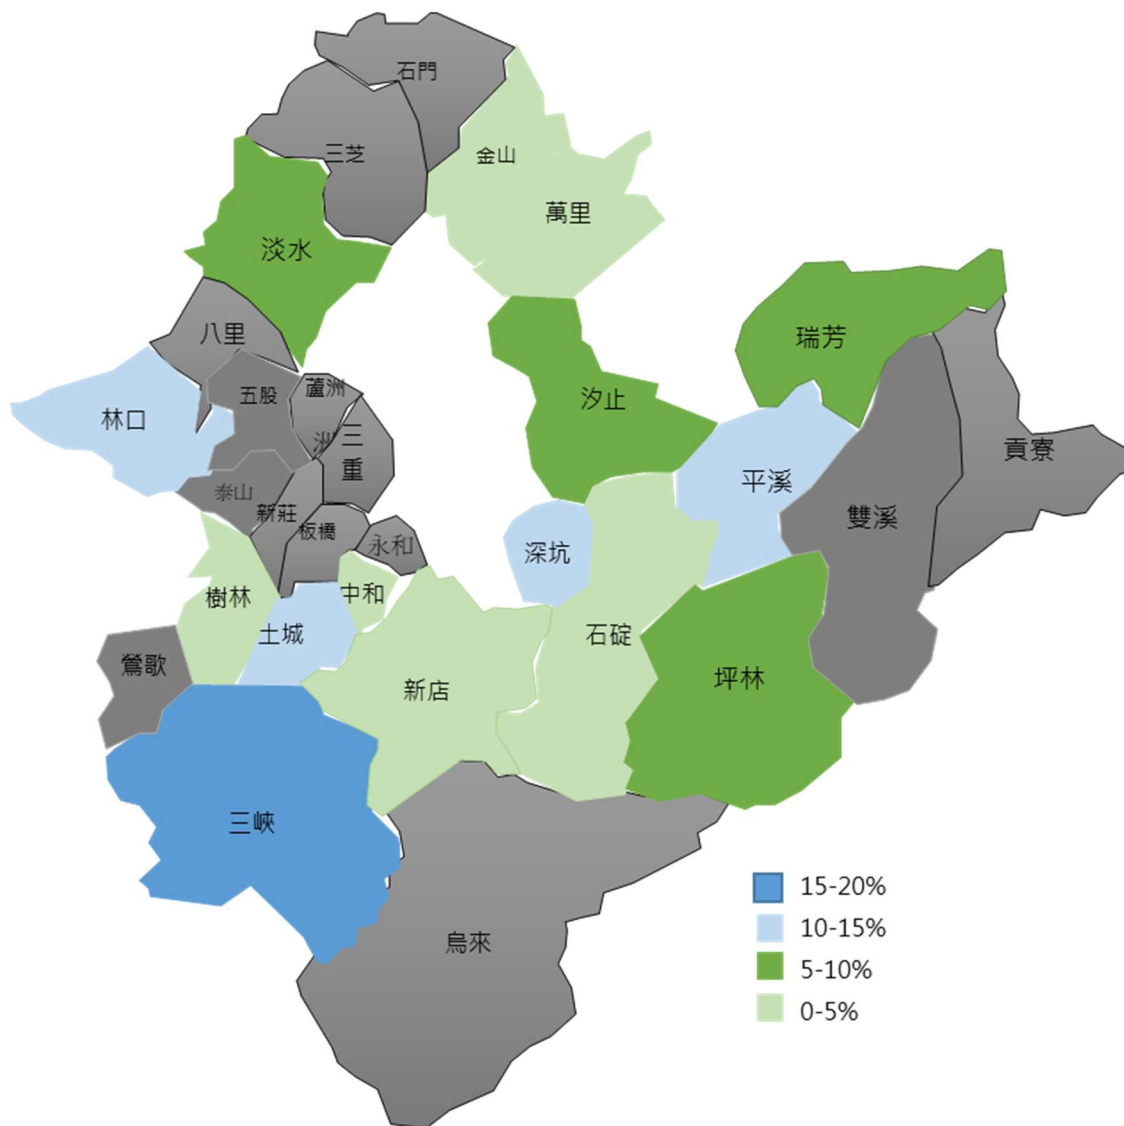 石門
三芝
金山
萬里
淡水
八里
瑞芳
五股
蘆洲
林口
汐止
洲
三
重
貢寮
平溪
泰山
新莊
雙溪
板橋
永和
深坑
樹林
中和
土城
石碇
鶯歌
新店
坪林
三峽
烏來
15-20%
10-15%
5-10%
0-5%